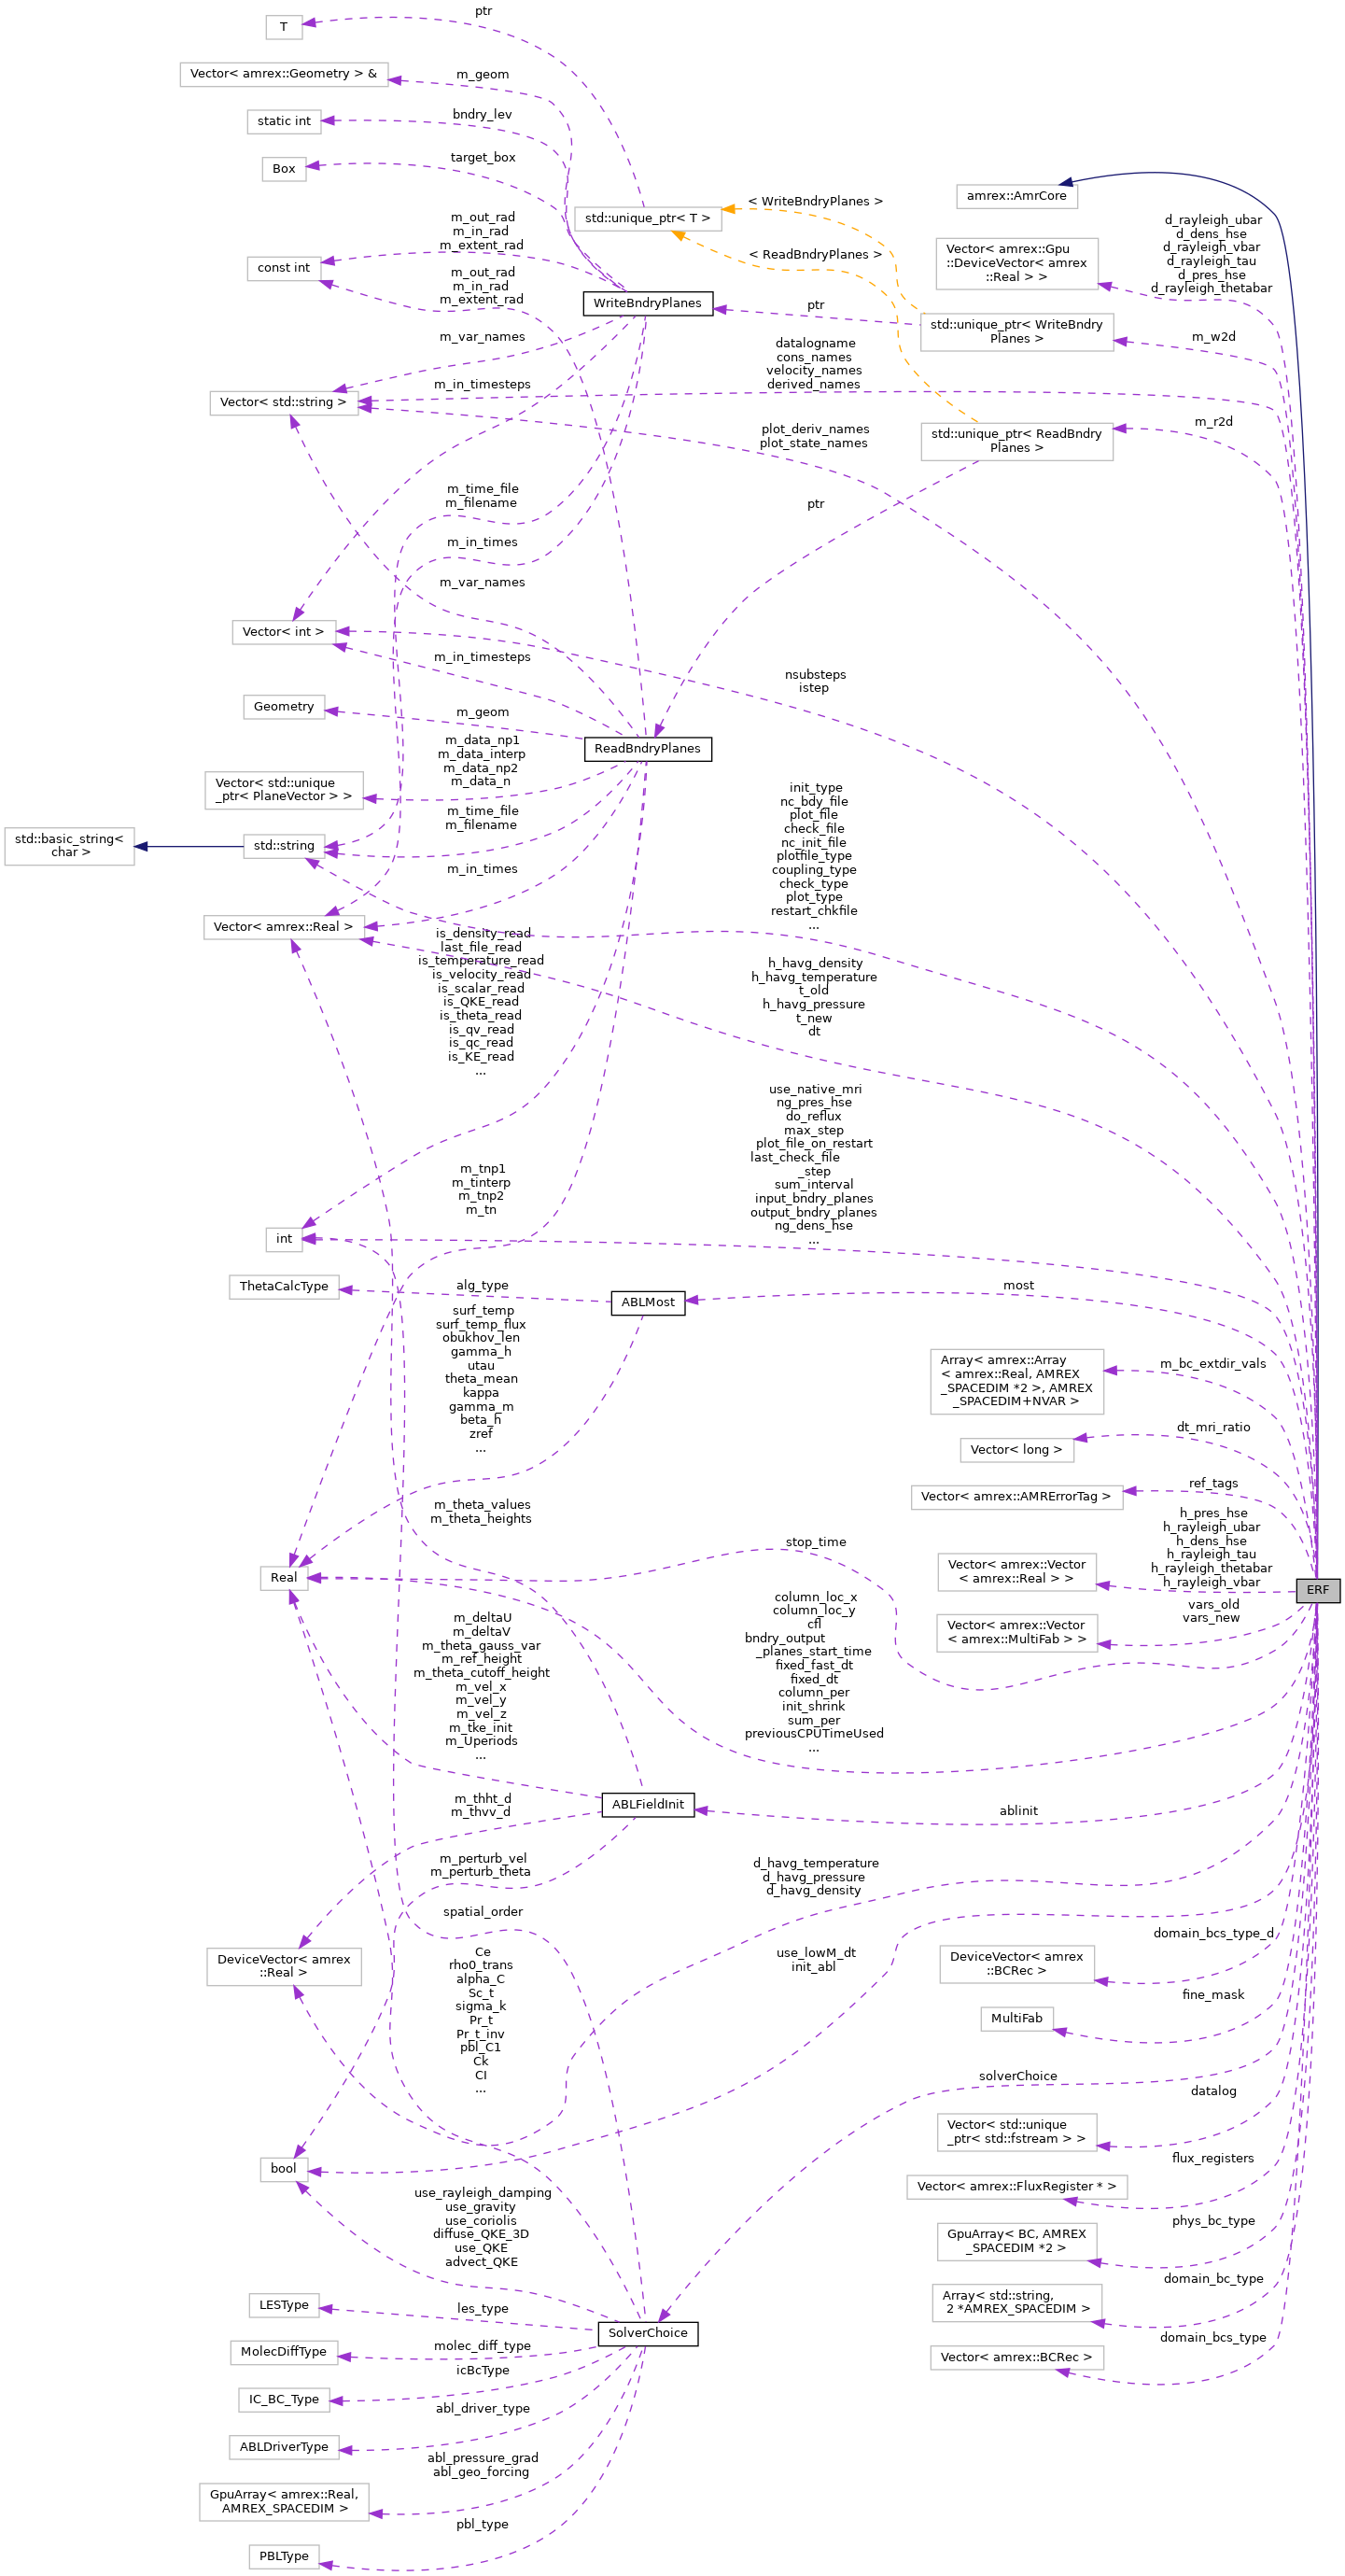 ptr
T
Vector< amrex::Geometry > &
m_geom
static int
bndry_lev
Box
target_box
amrex::AmrCore
< WriteBndryPlanes >
std::unique_ptr< T >
m_out_rad
m_in_rad
m_extent_rad
d_rayleigh_ubar
d_dens_hse
d_rayleigh_vbar
d_rayleigh_tau
d_pres_hse
d_rayleigh_thetabar
Vector< amrex::Gpu
::DeviceVector< amrex
::Real > >
< ReadBndryPlanes >
const int
m_out_rad
m_in_rad
m_extent_rad
WriteBndryPlanes
ptr
std::unique_ptr< WriteBndry
Planes >
m_w2d
m_var_names
datalogname
cons_names
velocity_names
derived_names
m_in_timesteps
Vector< std::string >
plot_deriv_names
plot_state_names
std::unique_ptr< ReadBndry
Planes >
m_r2d
m_time_file
m_filename
ptr
m_in_times
m_var_names
Vector< int >
m_in_timesteps
nsubsteps
istep
Geometry
m_geom
ReadBndryPlanes
m_data_np1
m_data_interp
m_data_np2
m_data_n
Vector< std::unique
_ptr< PlaneVector > >
m_time_file
m_filename
std::basic_string<
char >
std::string
init_type
nc_bdy_file
plot_file
check_file
nc_init_file
plotfile_type
coupling_type
check_type
plot_type
restart_chkfile
...
m_in_times
Vector< amrex::Real >
is_density_read
last_file_read
is_temperature_read
is_velocity_read
is_scalar_read
is_QKE_read
is_theta_read
is_qv_read
is_qc_read
is_KE_read
...
h_havg_density
h_havg_temperature
t_old
h_havg_pressure
t_new
dt
use_native_mri
ng_pres_hse
do_reflux
max_step
plot_file_on_restart
last_check_file
_step
sum_interval
input_bndry_planes
output_bndry_planes
ng_dens_hse
...
m_tnp1
m_tinterp
m_tnp2
m_tn
int
ThetaCalcType
alg_type
ABLMost
most
surf_temp
surf_temp_flux
obukhov_len
gamma_h
utau
theta_mean
kappa
gamma_m
beta_h
zref
...
Array< amrex::Array
< amrex::Real, AMREX
_SPACEDIM *2 >, AMREX
_SPACEDIM+NVAR >
m_bc_extdir_vals
Vector< long >
dt_mri_ratio
Vector< amrex::AMRErrorTag >
ref_tags
m_theta_values
m_theta_heights
stop_time
h_pres_hse
h_rayleigh_ubar
h_dens_hse
h_rayleigh_tau
h_rayleigh_thetabar
h_rayleigh_vbar
Real
Vector< amrex::Vector
< amrex::Real > >
ERF
vars_old
vars_new
Vector< amrex::Vector
< amrex::MultiFab > >
column_loc_x
column_loc_y
cfl
bndry_output
_planes_start_time
fixed_fast_dt
fixed_dt
column_per
init_shrink
sum_per
previousCPUTimeUsed
...
m_deltaU
m_deltaV
m_theta_gauss_var
m_ref_height
m_theta_cutoff_height
m_vel_x
m_vel_y
m_vel_z
m_tke_init
m_Uperiods
...
m_thht_d
m_thvv_d
ABLFieldInit
ablinit
m_perturb_vel
m_perturb_theta
d_havg_temperature
d_havg_pressure
d_havg_density
spatial_order
DeviceVector< amrex
::Real >
use_lowM_dt
init_abl
domain_bcs_type_d
DeviceVector< amrex
::BCRec >
Ce
rho0_trans
alpha_C
Sc_t
sigma_k
Pr_t
Pr_t_inv
pbl_C1
Ck
CI
...
fine_mask
MultiFab
solverChoice
datalog
Vector< std::unique
_ptr< std::fstream > >
bool
flux_registers
Vector< amrex::FluxRegister * >
use_rayleigh_damping
use_gravity
use_coriolis
diffuse_QKE_3D
use_QKE
advect_QKE
phys_bc_type
GpuArray< BC, AMREX
_SPACEDIM *2 >
domain_bc_type
Array< std::string,
2 *AMREX_SPACEDIM >
LESType
les_type
SolverChoice
domain_bcs_type
Vector< amrex::BCRec >
MolecDiffType
molec_diff_type
icBcType
IC_BC_Type
abl_driver_type
ABLDriverType
abl_pressure_grad
abl_geo_forcing
GpuArray< amrex::Real,
AMREX_SPACEDIM >
pbl_type
PBLType